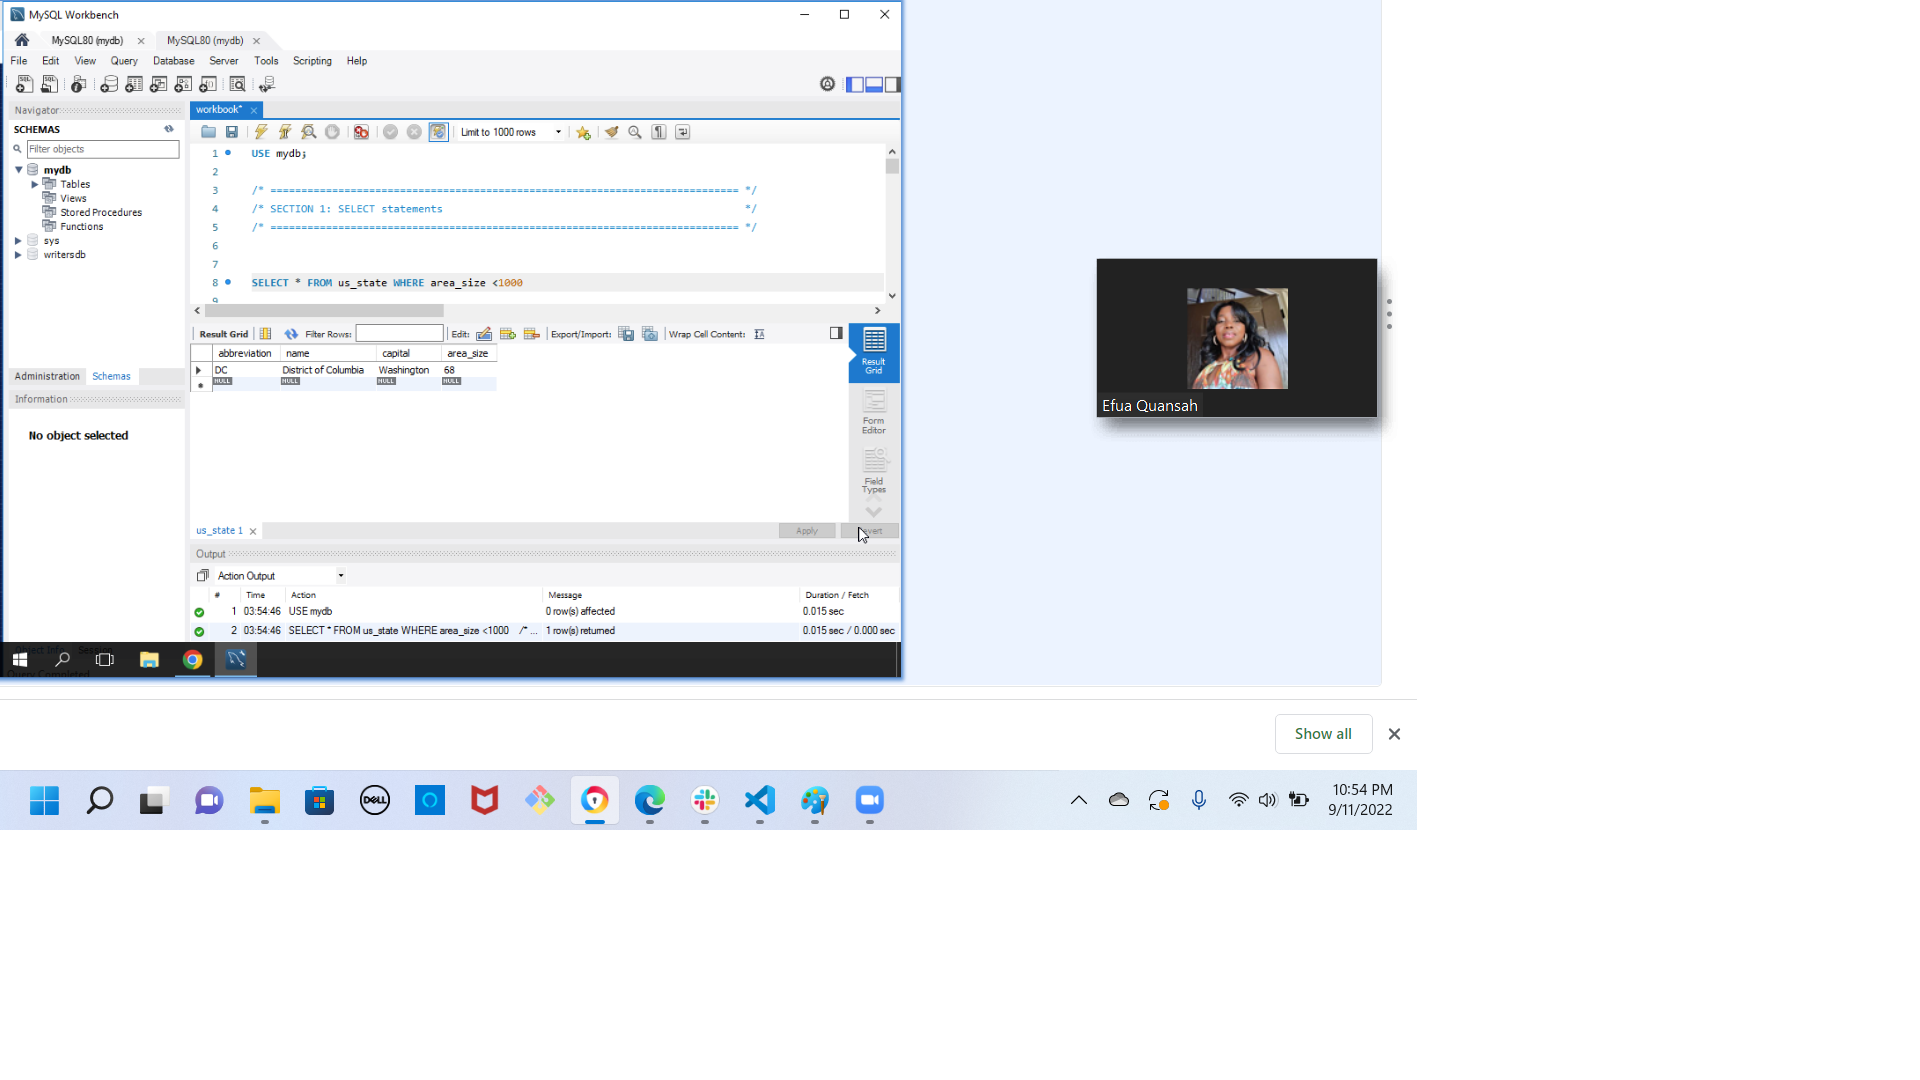 MySQL Workbench
MySQL80 (mydb)
MySQL80 (mydb)
File Edit View Query Database Server Tools Scripting Help
Navigator
SCHEMAS
Filter objects
mydb
Tables
Views
Stored Procedures
Functions
sys
writersdb
Administration Schemas
Information
No object selected
workbook*
Limit to 1000 rows
1 USE mydb;
2
3 /* ============================================================================ */
4 /* SECTION 1: SELECT statements */
5 /* ============================================================================ */
6
7
8 SELECT * FROM us_state WHERE area_size <1000
9
Result Grid Filter Rows: Edit: Export/Import: Wrap Cell Content:
abbreviation name capital area_size
DC District of Columbia Washington 68
NULL NULL NULL NULL
Result Grid
Form Editor
Field Types
us_state 1
Apply
Output
Action Output
# Time Action Message Duration / Fetch
1 03:54:46 USE mydb 0 row(s) affected 0.015 sec
2 03:54:46 SELECT * FROM us_state WHERE area_size <1000 /* ... 1 row(s) returned 0.015 sec / 0.000 sec
Object Info Session
Query Completed
Efua Quansah
Show all
DELL
10:54 PM
9/11/2022